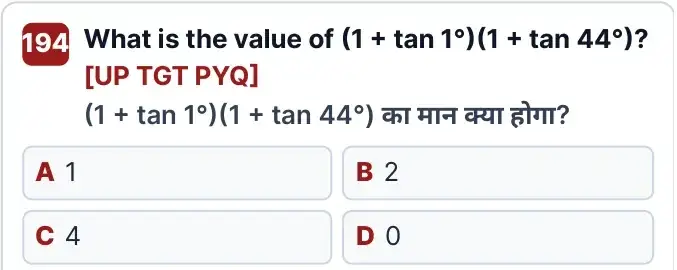 194 What is the value of (1 + tan 1°)(1 + tan 44°)?
[UP TGT PYQ]
(1 + tan 1°)(1 + tan 44°) का मान क्या होगा?
A 1
B 2
C 4
D 0